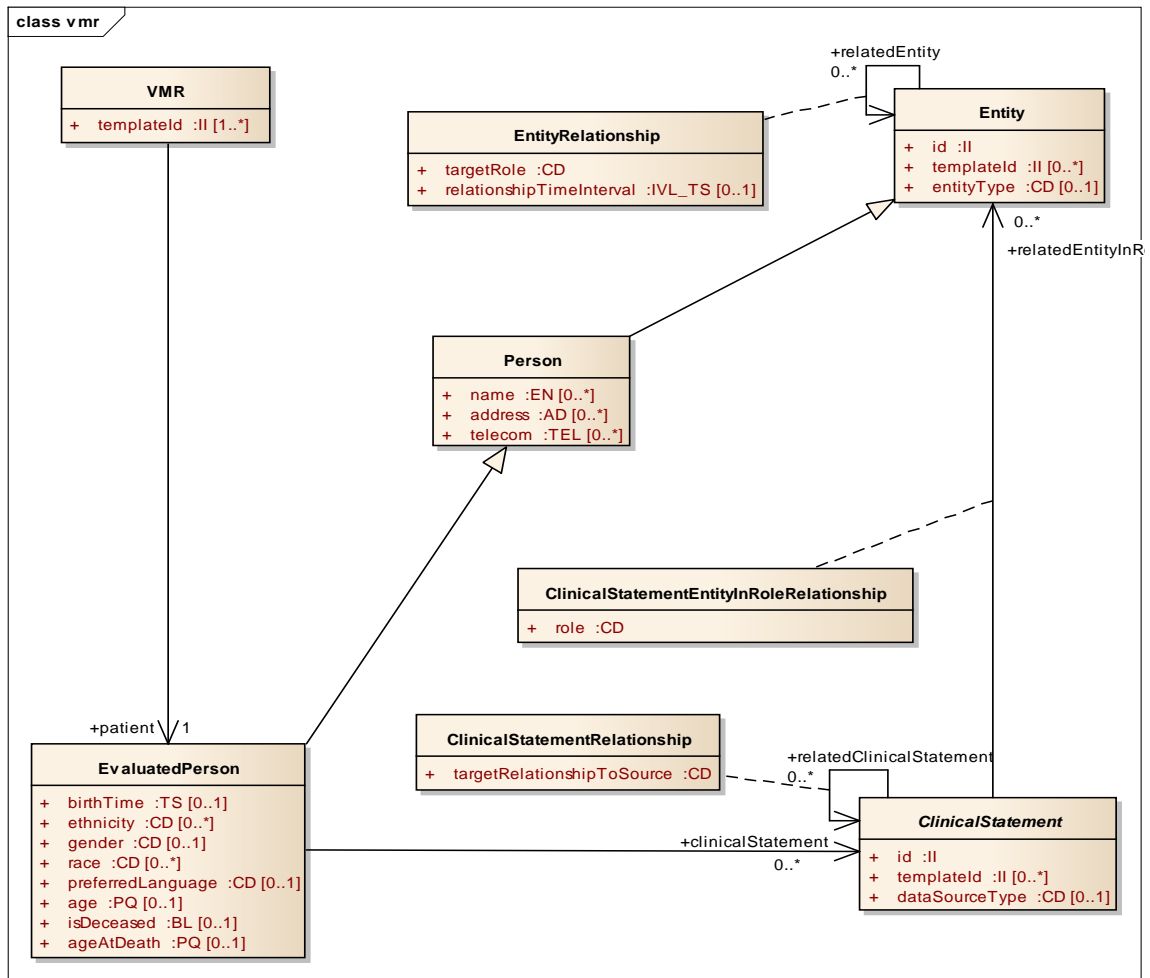 class vmr
VMR
+ templateId :II [1..*]
+relatedEntity
0..*
Entity
+ id :II
+ templateId :II [0..*]
+ entityType :CD [0..1]
EntityRelationship
+ targetRole :CD
+ relationshipTimeInterval :IVL_TS [0..1]
0..*
+relatedEntityInR
Person
+ name :EN [0..*]
+ address :AD [0..*]
+ telecom :TEL [0..*]
ClinicalStatementEntityInRoleRelationship
+ role :CD
+patient 1
EvaluatedPerson
+ birthTime :TS [0..1]
+ ethnicity :CD [0..*]
+ gender :CD [0..1]
+ race :CD [0..*]
+ preferredLanguage :CD [0..1]
+ age :PQ [0..1]
+ isDeceased :BL [0..1]
+ ageAtDeath :PQ [0..1]
ClinicalStatementRelationship
+ targetRelationshipToSource :CD
+relatedClinicalStatement
0..*
+clinicalStatement
0..*
ClinicalStatement
+ id :II
+ templateId :II [0..*]
+ dataSourceType :CD [0..1]